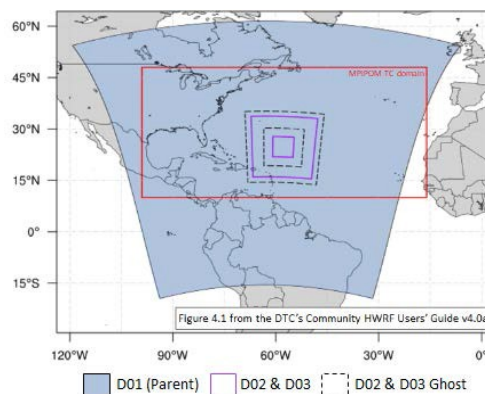 60°N
45°N
30°N
15°N
0°
15°S
MPIPOM TC domain
Figure 4.1 from the DTC's Community HWRF Users' Guide v4.0a
120°W
90°W
60°W
30°W
0°
D01 (Parent)
D02 & D03
D02 & D03 Ghost